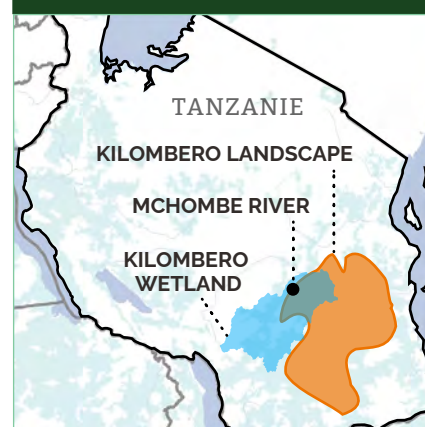 TANZANIE
KILOMBERO LANDSCAPE
MCHOMBE RIVER
KILOMBERO
WETLAND